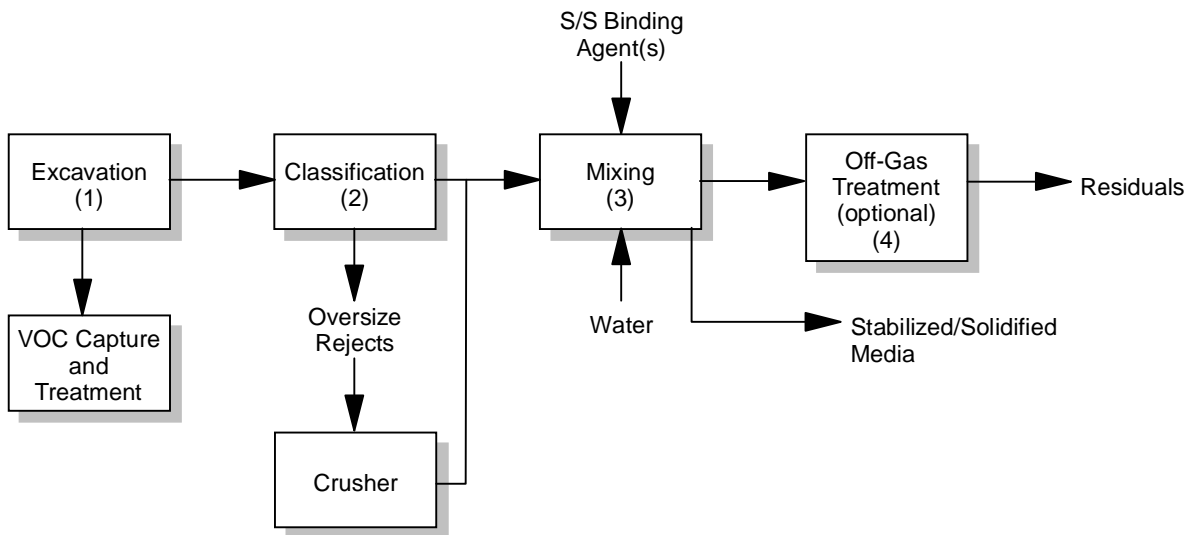 S/S Binding
Agent(s)
Excavation
(1)
Classification
(2)
Mixing
(3)
Off-Gas
Treatment
(optional)
(4)
Residuals
VOC Capture
and
Treatment
Oversize
Rejects
Water
Stabilized/Solidified
Media
Crusher